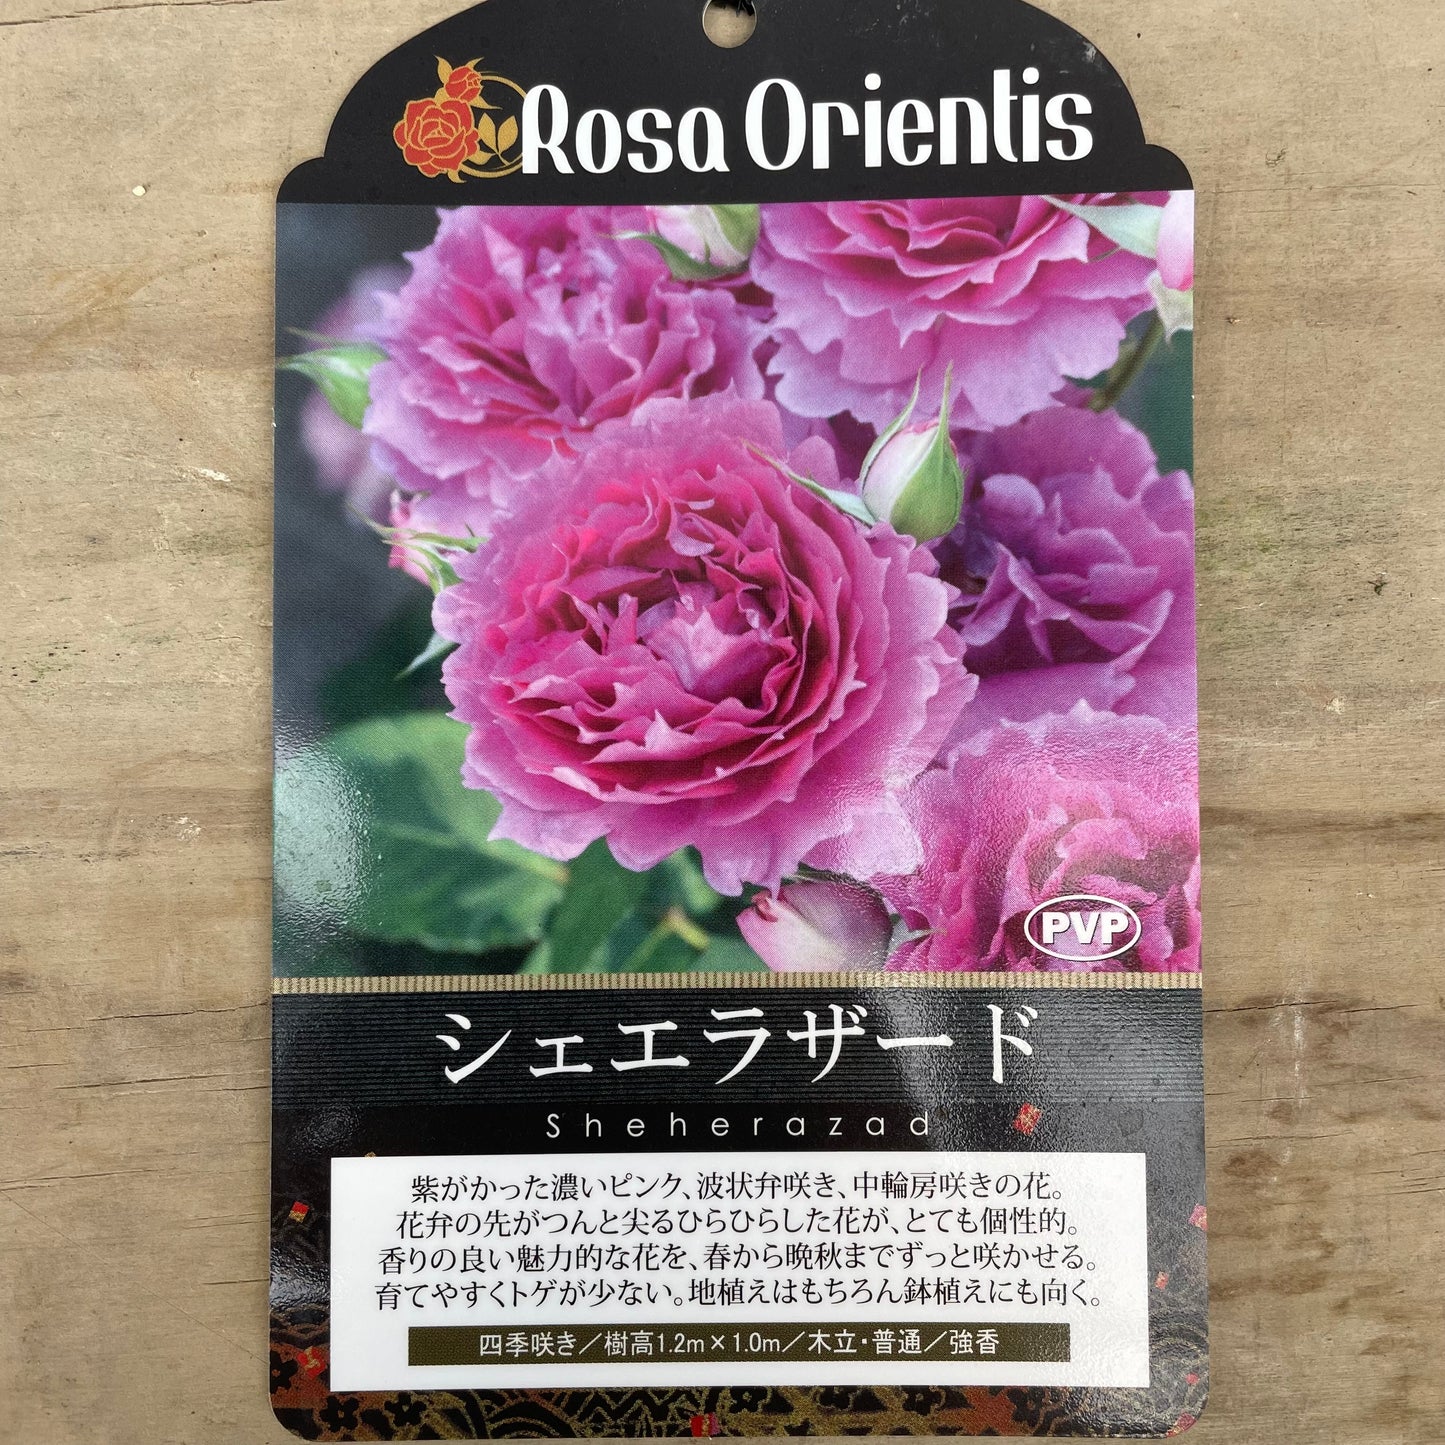 Rosa Orientis
PVP
シェエラザード
Sheherazad
紫がかった濃いピンク、波状弁咲き、中輪房咲きの花。
花弁の先がつんと尖るひらひらした花が、とても個性的。
香りの良い魅力的な花を、春から晩秋までずっと咲かせる。
育てやすくトゲが少ない。地植えはもちろん鉢植えにも向く。
四季咲き／樹高1.2m×1.0m／木立・普通／強香